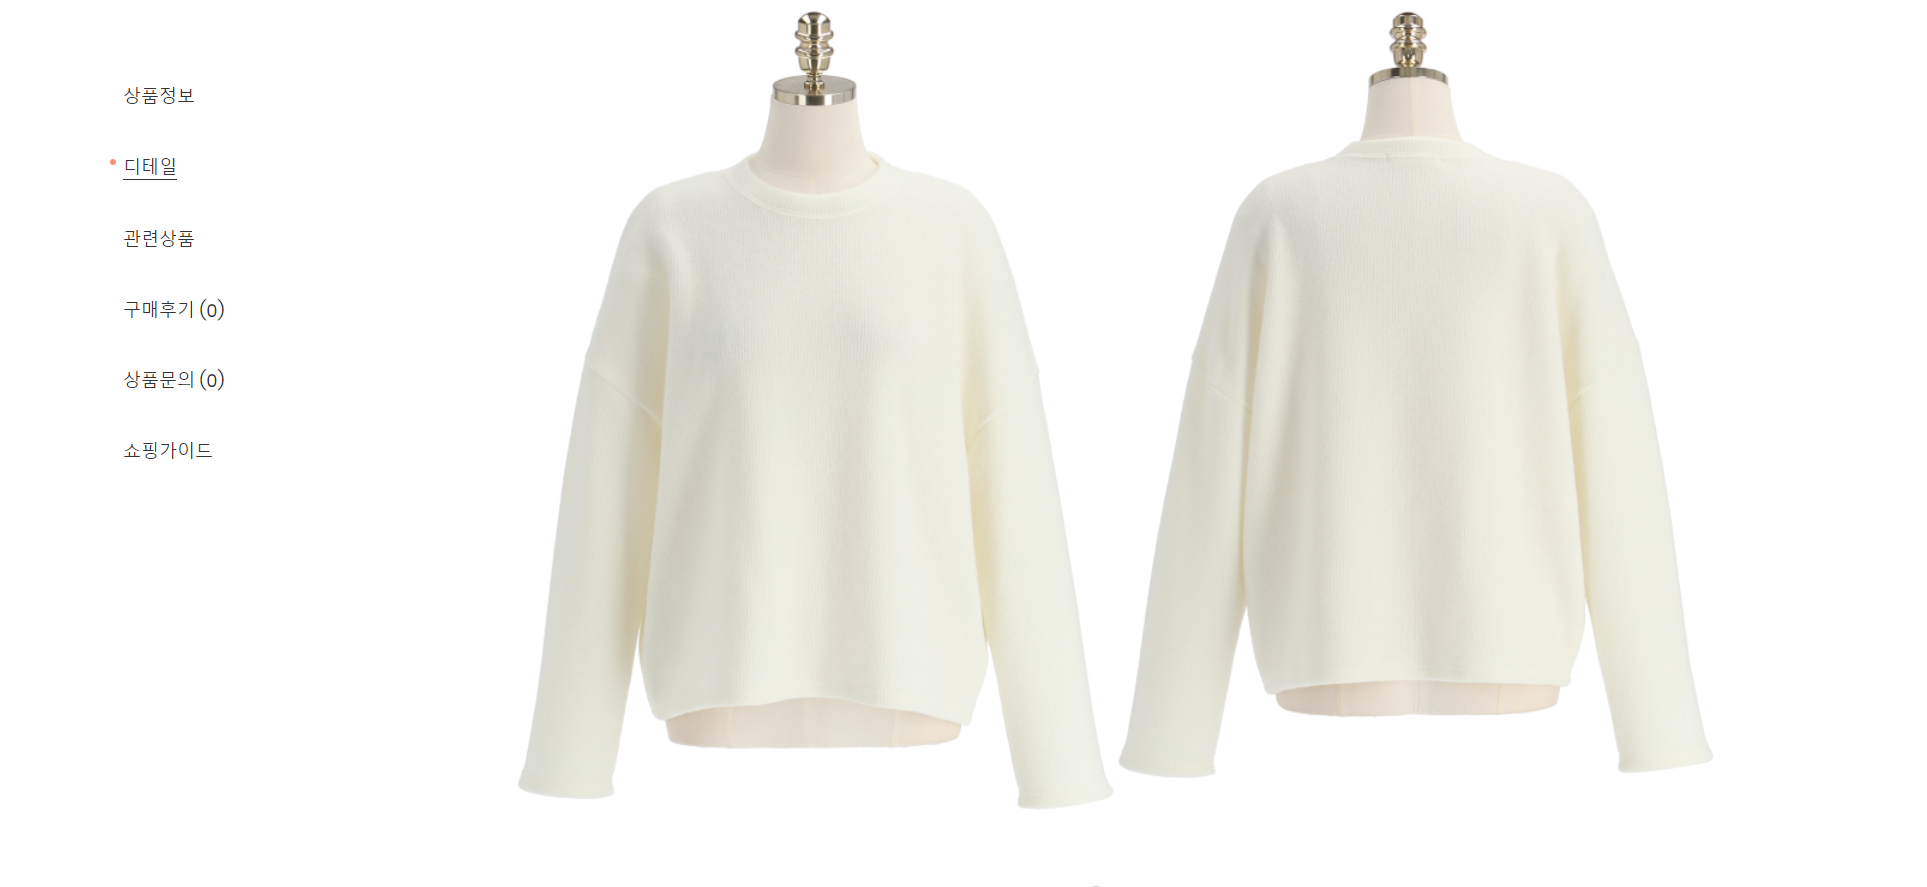 상품정보
디테일
관련상품
구매후기 (0)
상품문의 (0)
쇼핑가이드